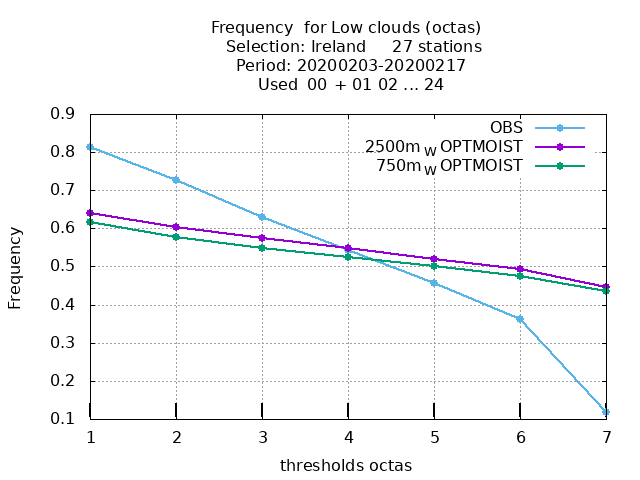 Frequency  for Low clouds (octas)
Selection: Ireland     27 stations
Period: 20200203-20200217
Used  00  + 01 02 ... 24
0.9
0.8
0.7
0.6
0.5
0.4
0.3
0.2
0.1
Frequency
OBS
2500m W OPTMOIST
750m W OPTMOIST
1 2 3 4 5 6 7
thresholds octas